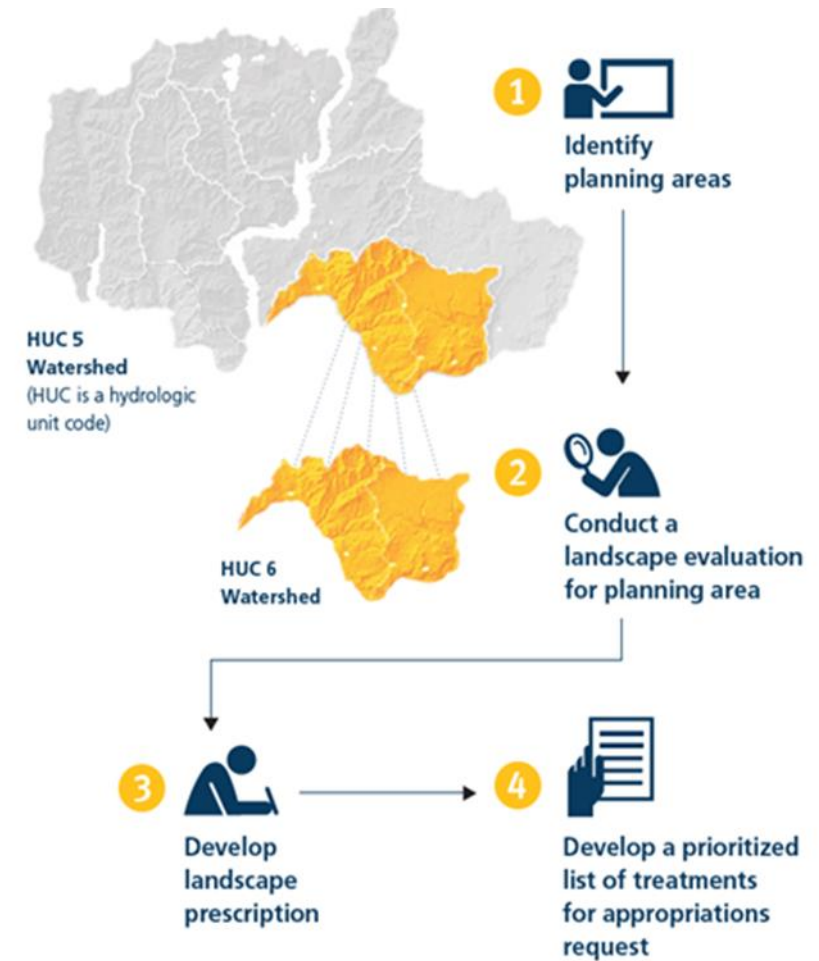 1
Identify
planning areas
HUC 5
Watershed
(HUC is a hydrologic
unit code)
2
Conduct a
landscape evaluation
for planning area
HUC 6
Watershed
3
Develop
landscape
prescription
4
Develop a prioritized
list of treatments
for appropriations
request